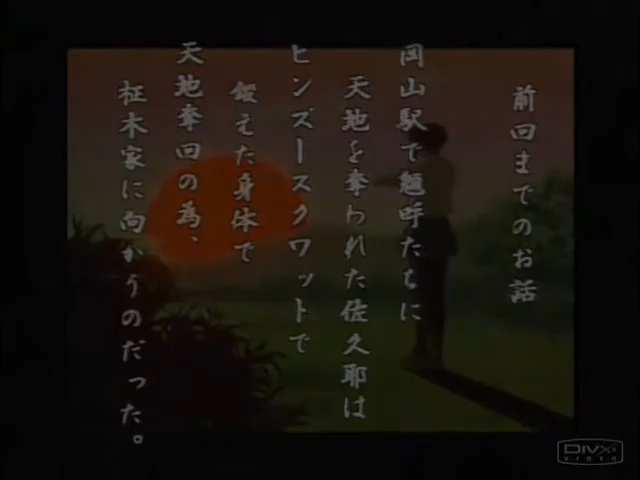 前回までのお話
岡山駅で魎呼たちに
天地を奪われた佐久耶は
ヒンズースクワットで
鍛えた身体で
天地奪回の為、
柾木家に向かうのだった。
DIVX
VIDEO